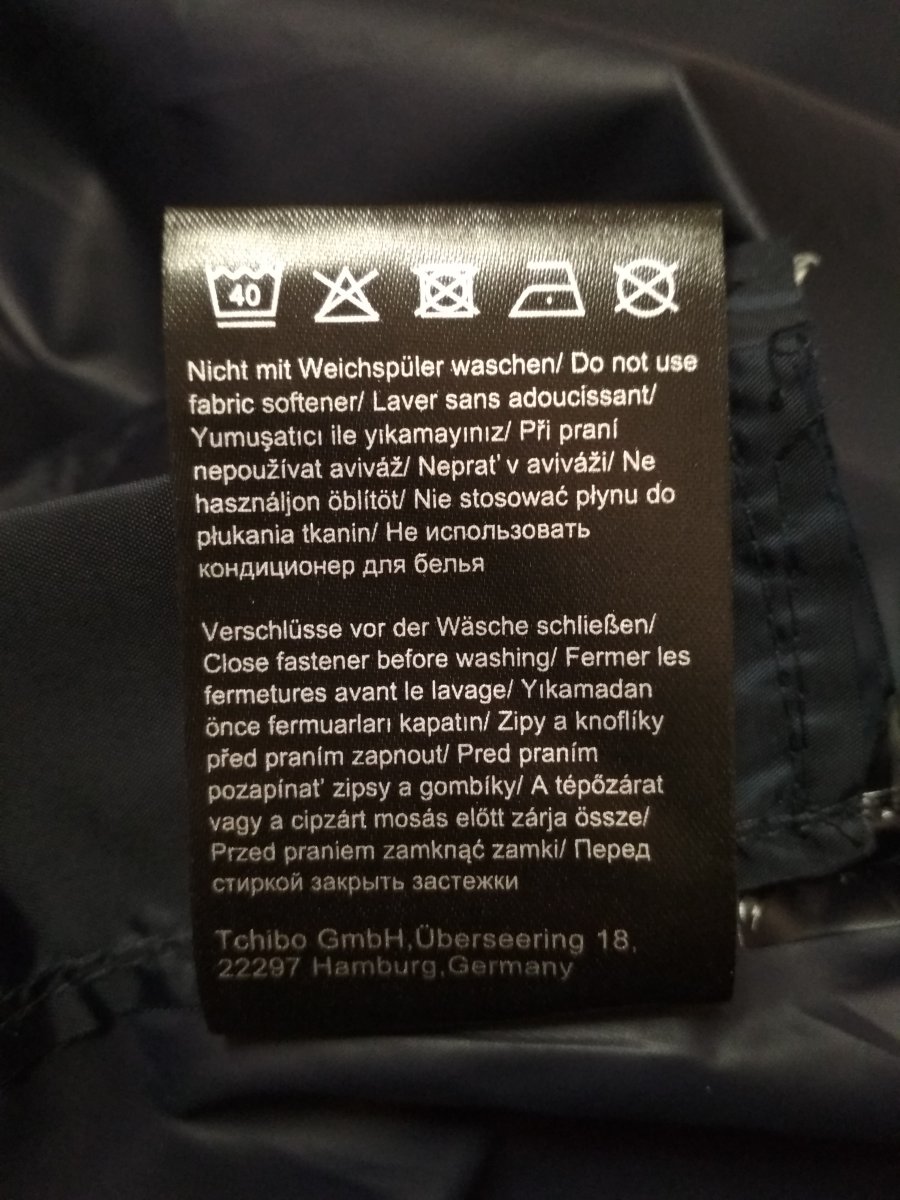 40
Nicht mit Weichspüler waschen/ Do not use
fabric softener/ Laver sans adoucissant/
Yumuşatıcı ile yıkamayınız/ Při praní
nepoužívat aviváž/ Neprať v aviváži/ Ne
használjon öblítöt/ Nie stosować płynu do
płukania tkanin/ Не использовать
кондиционер для белья
Verschlüsse vor der Wäsche schließen/
Close fastener before washing/ Fermer les
fermetures avant le lavage/ Yıkamadan
önce fermuarları kapatın/ Zipy a knoflíky
před praním zapnout/ Pred praním
pozapínať zipsy a gombíky/ A tépőzárat
vagy a cipzárt mosás előtt zárja össze/
Przed praniem zamknąć zamki/ Перед
стиркой закрыть застежки
Tchibo GmbH,Überseering 18,
22297 Hamburg,Germany